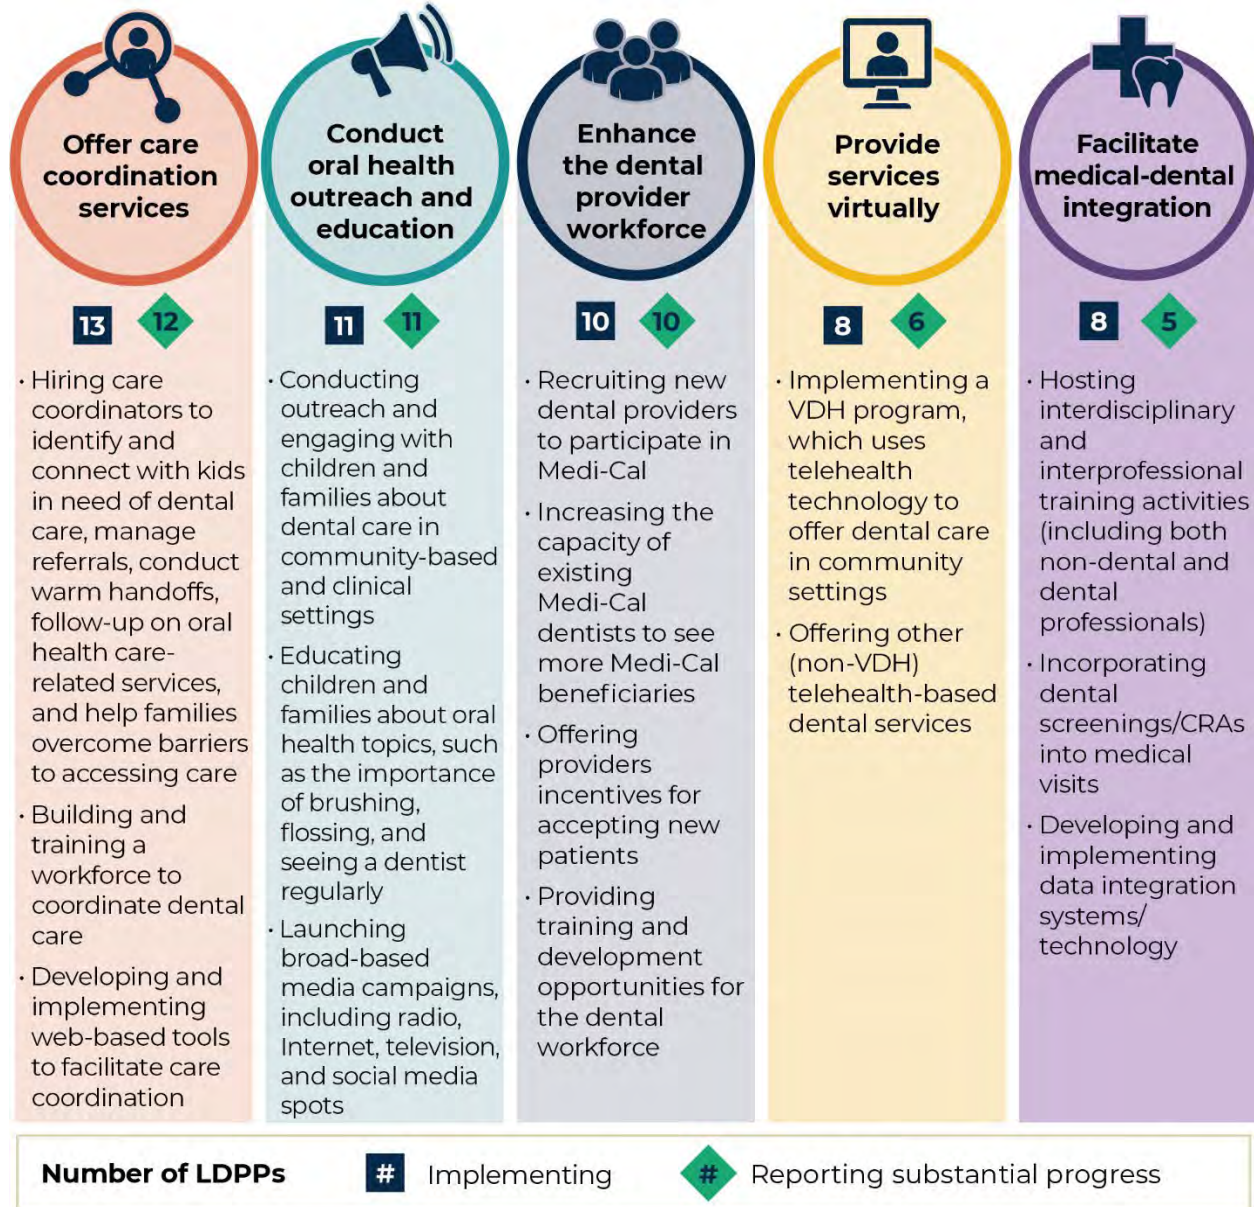 Offer care
coordination
services
13
12
· Hiring care
coordinators to
identify and
connect with kids
in need of dental
care, manage
referrals, conduct
warm handoffs,
follow-up on oral
health care-
related services,
and help families
overcome barriers
to accessing care
· Building and
training a
workforce to
coordinate dental
care
· Developing and
implementing
web-based tools
to facilitate care
coordination
Conduct
oral health
outreach and
education
11
11
· Conducting
outreach and
engaging with
children and
families about
dental care in
community-based
and clinical
settings
· Educating
children and
families about oral
health topics, such
as the importance
of brushing,
flossing, and
seeing a dentist
regularly
· Launching
broad-based
media campaigns,
including radio,
Internet, television,
and social media
spots
Enhance
the dental
provider
workforce
10
10
· Recruiting new
dental providers
to participate in
Medi-Cal
· Increasing the
capacity of
existing
Medi-Cal
dentists to see
more Medi-Cal
beneficiaries
· Offering
providers
incentives for
accepting new
patients
· Providing
training and
development
opportunities for
the dental
workforce
Provide
services
virtually
8
6
· Implementing a
VDH program,
which uses
telehealth
technology to
offer dental care
in community
settings
· Offering other
(non-VDH)
telehealth-based
dental services
Facilitate
medical-dental
integration
8
5
· Hosting
interdisciplinary
and
interprofessional
training activities
(including both
non-dental and
dental
professionals)
· Incorporating
dental
screenings/CRAs
into medical
visits
· Developing and
implementing
data integration
systems/
technology
Number of LDPPs # Implementing # Reporting substantial progress